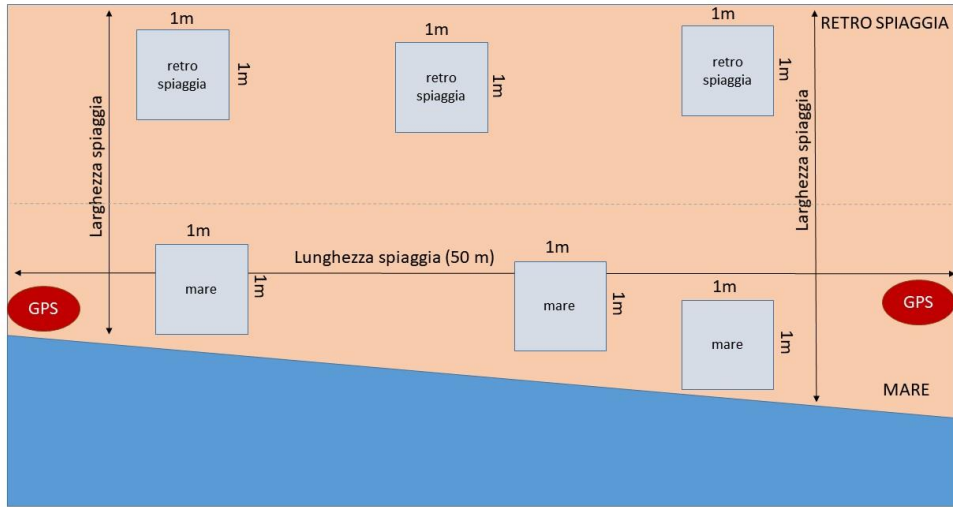 1m
1m
1m
RETRO SPIAGGIA
retro
spiaggia
1m
retro
spiaggia
1m
retro
spiaggia
1m
Larghezza spiaggia
Larghezza spiaggia
1m
Lunghezza spiaggia (50 m)
1m
mare
1m
GPS
mare
1m
1m
GPS
mare
1m
MARE